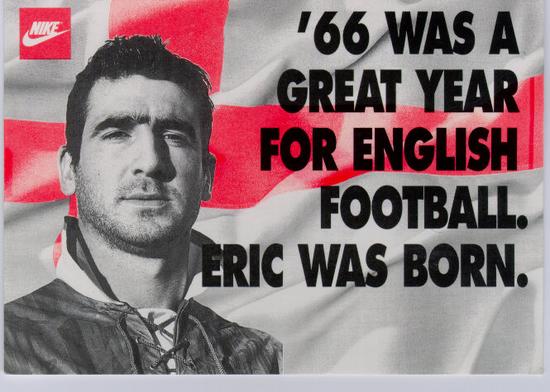 NIKE
'66 WAS A
GREAT YEAR
FOR ENGLISH
FOOTBALL.
ERIC WAS BORN.